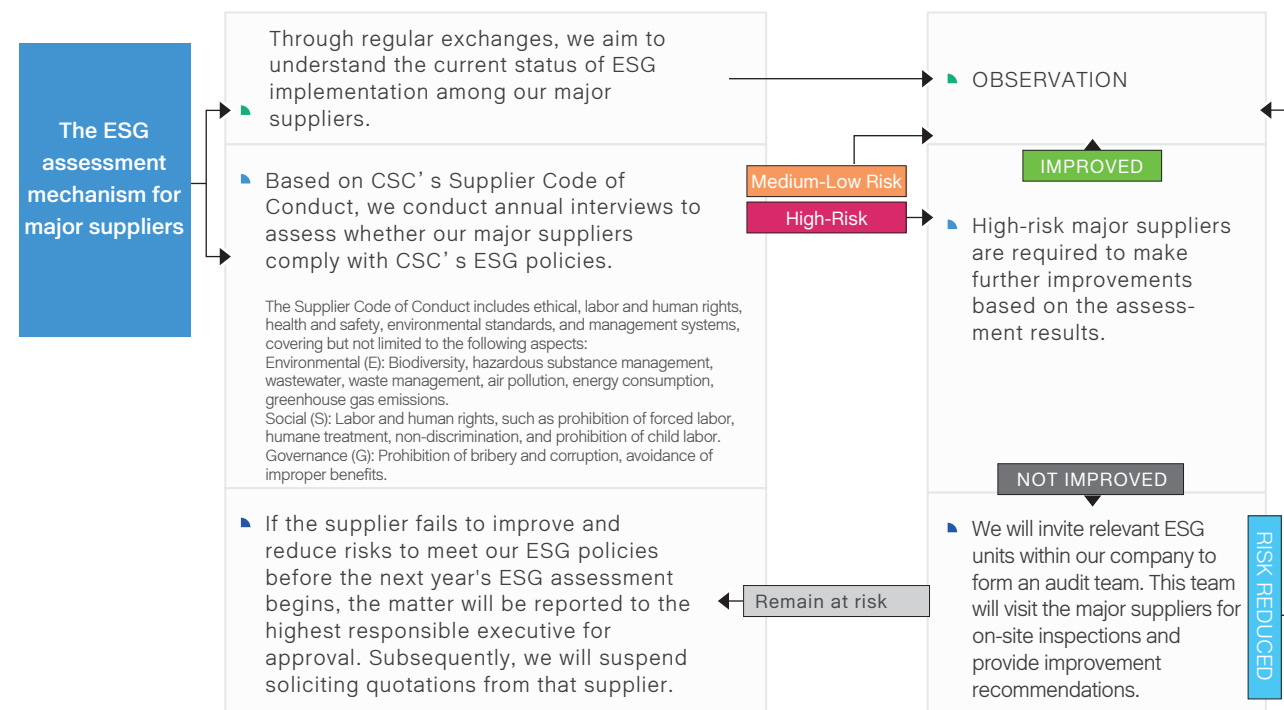 The ESG
assessment
mechanism for
major suppliers
Through regular exchanges, we aim to
understand the current status of ESG
implementation among our major
suppliers.
OBSERVATION
Based on CSC’s Supplier Code of
Conduct, we conduct annual interviews to
assess whether our major suppliers
comply with CSC’s ESG policies.
The Supplier Code of Conduct includes ethical, labor and human rights,
health and safety, environmental standards, and management systems,
covering but not limited to the following aspects:
Environmental (E): Biodiversity, hazardous substance management,
wastewater, waste management, air pollution, energy consumption,
greenhouse gas emissions.
Social (S): Labor and human rights, such as prohibition of forced labor,
humane treatment, non-discrimination, and prohibition of child labor.
Governance (G): Prohibition of bribery and corruption, avoidance of
improper benefits.
Medium-Low Risk
High-Risk
IMPROVED
High-risk major suppliers
are required to make
further improvements
based on the assess-
ment results.
NOT IMPROVED
We will invite relevant ESG
units within our company to
form an audit team. This team
will visit the major suppliers for
on-site inspections and
provide improvement
recommendations.
RISK REDUCED
Remain at risk
If the supplier fails to improve and
reduce risks to meet our ESG policies
before the next year's ESG assessment
begins, the matter will be reported to the
highest responsible executive for
approval. Subsequently, we will suspend
soliciting quotations from that supplier.